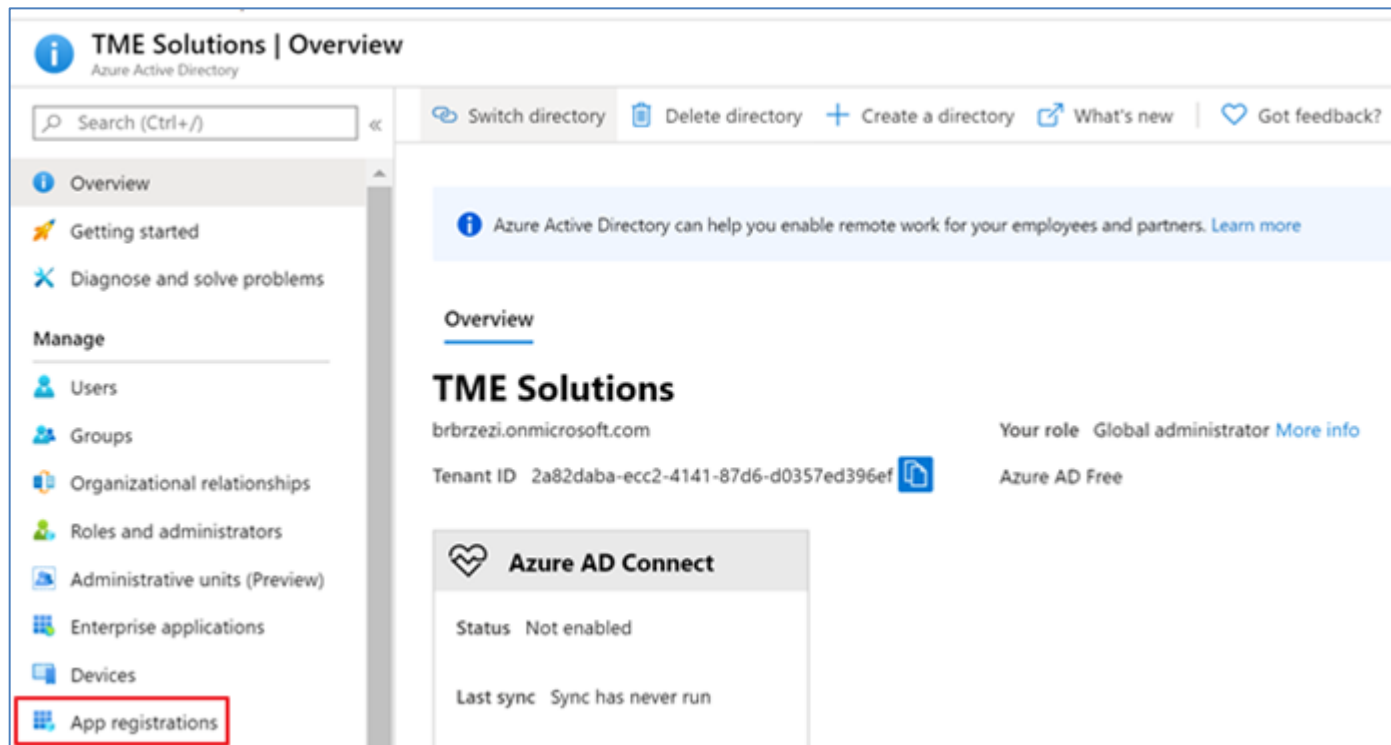 TME Solutions | Overview
Azure Active Directory
Search (Ctrl+/)
«
Overview
Getting started
Diagnose and solve problems
Manage
Users
Groups
Organizational relationships
Roles and administrators
Administrative units (Preview)
Enterprise applications
Devices
App registrations
Switch directory Delete directory Create a directory What's new Got feedback?
Azure Active Directory can help you enable remote work for your employees and partners. Learn more
Overview
TME Solutions
brbrzezi.onmicrosoft.com
Your role Global administrator More info
Tenant ID 2a82daba-ecc2-4141-87d6-d0357ed396ef
Azure AD Free
Azure AD Connect
Status Not enabled
Last sync Sync has never run